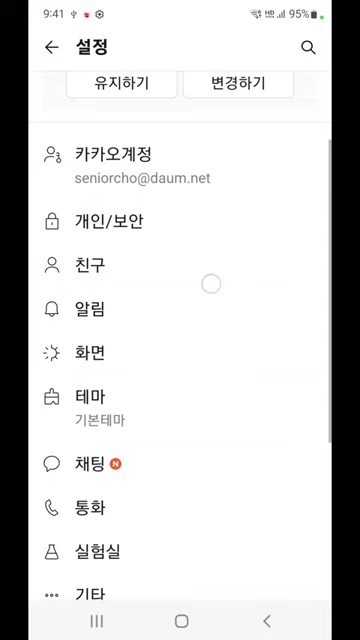 9:41 95%
설정
유지하기 변경하기
카카오계정
seniorcho@daum.net
개인/보안
친구
알림
화면
테마
기본테마
채팅 N
통화
실험실
기타